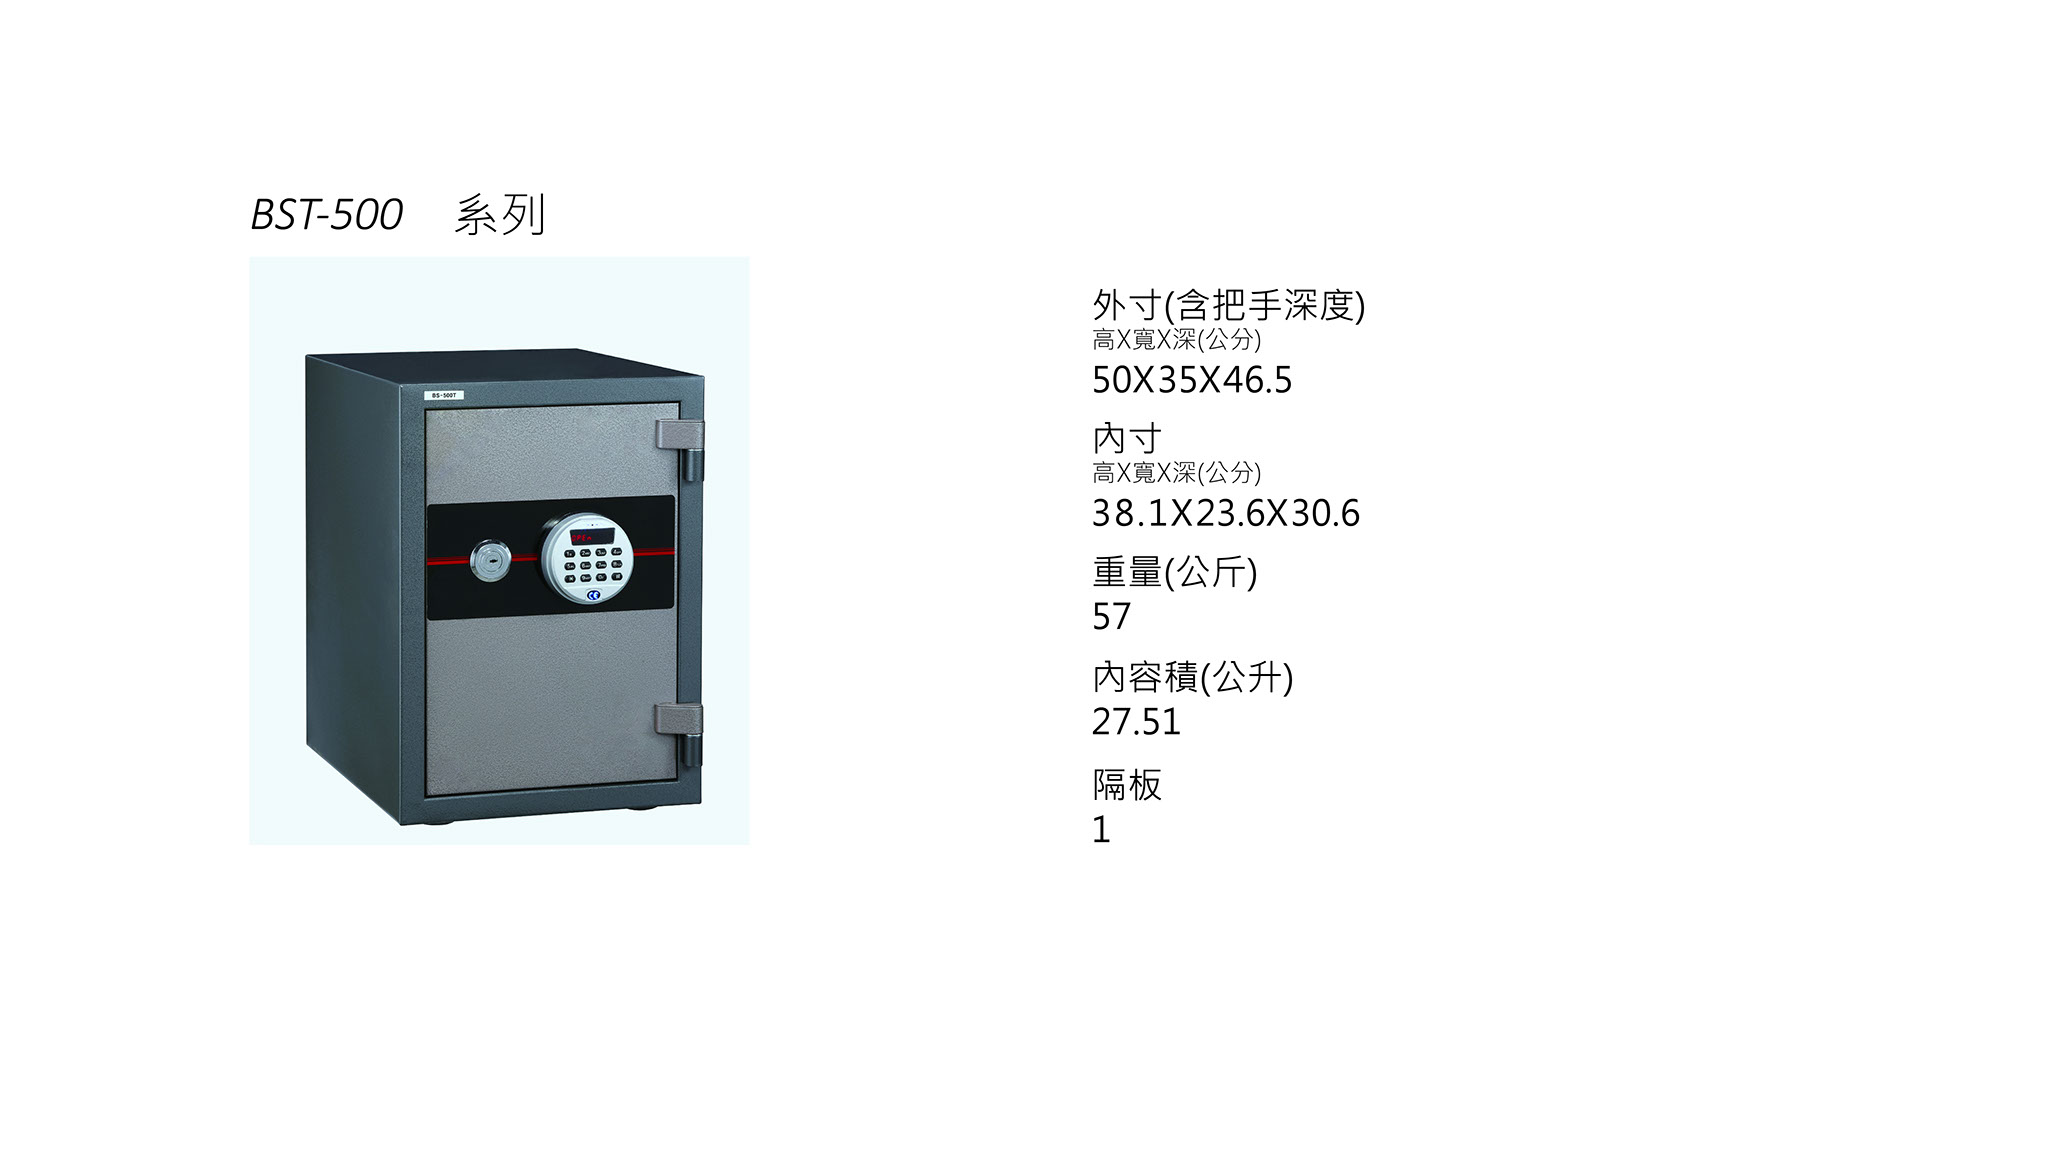 BST-500 系列
BS-500T
外寸(含把手深度)
高X寬X深(公分)
50X35X46.5
內寸
高X寬X深(公分)
38.1X23.6X30.6
重量(公斤)
57
內容積(公升)
27.51
隔板
1